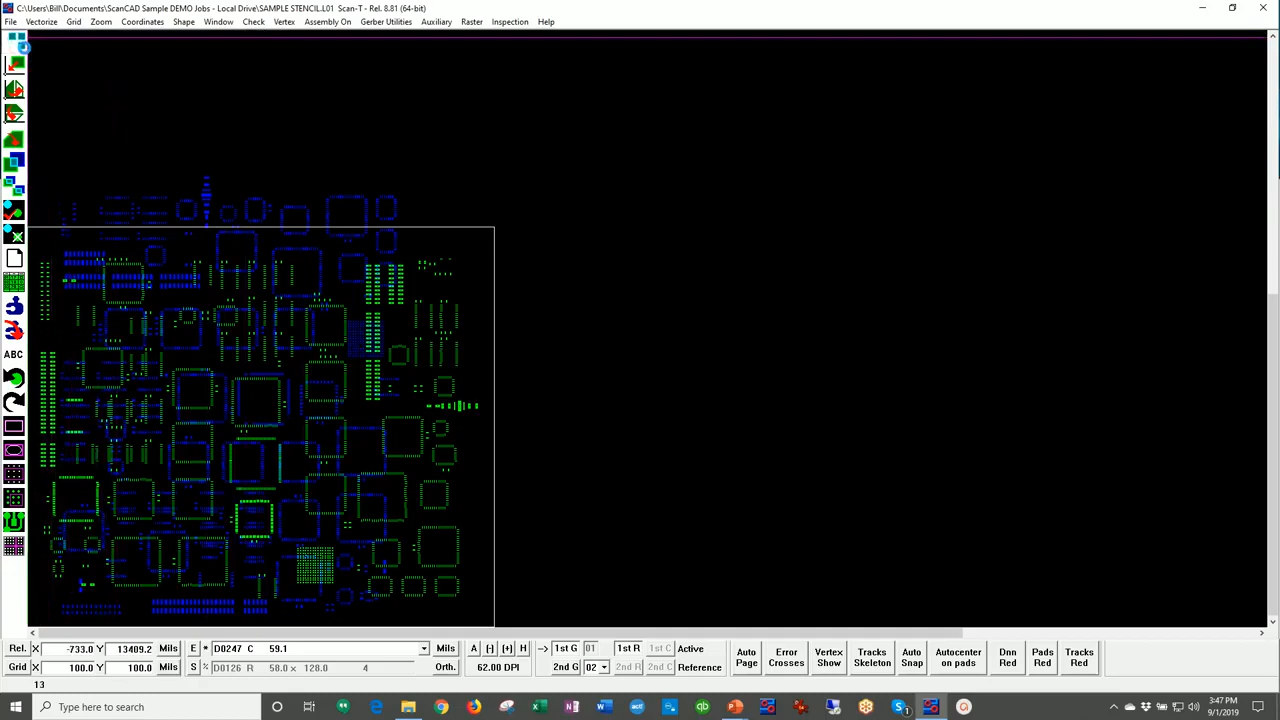 C:\Users\Bill\Documents\ScanCAD Sample DEMO Jobs - Local Drive\SAMPLE STENCIL.L01  Scan-T - Rel. 8.81 (64-bit)
File Vectorize Grid Zoom Coordinates Shape Window Check Vertex Assembly On Gerber Utilities Auxiliary Raster Inspection Help
ABC
Rel. X -733.0 Y 13409.2 Mils E * D0247 C 59.1 Mils A [-] [+] H --> 1st G 01 1st R 1st C Active
Grid X 100.0 Y 100.0 Mils S % D0126 R 58.0 x 128.0 4 Orth. 62.00 DPI 2nd G 02 2nd R 2nd C Reference
Auto Page
Error Crosses
Vertex Show
Tracks Skeleton
Auto Snap
Autocenter on pads
Dnn Red
Pads Red
Tracks Red
13
Type here to search
3:47 PM
9/1/2019